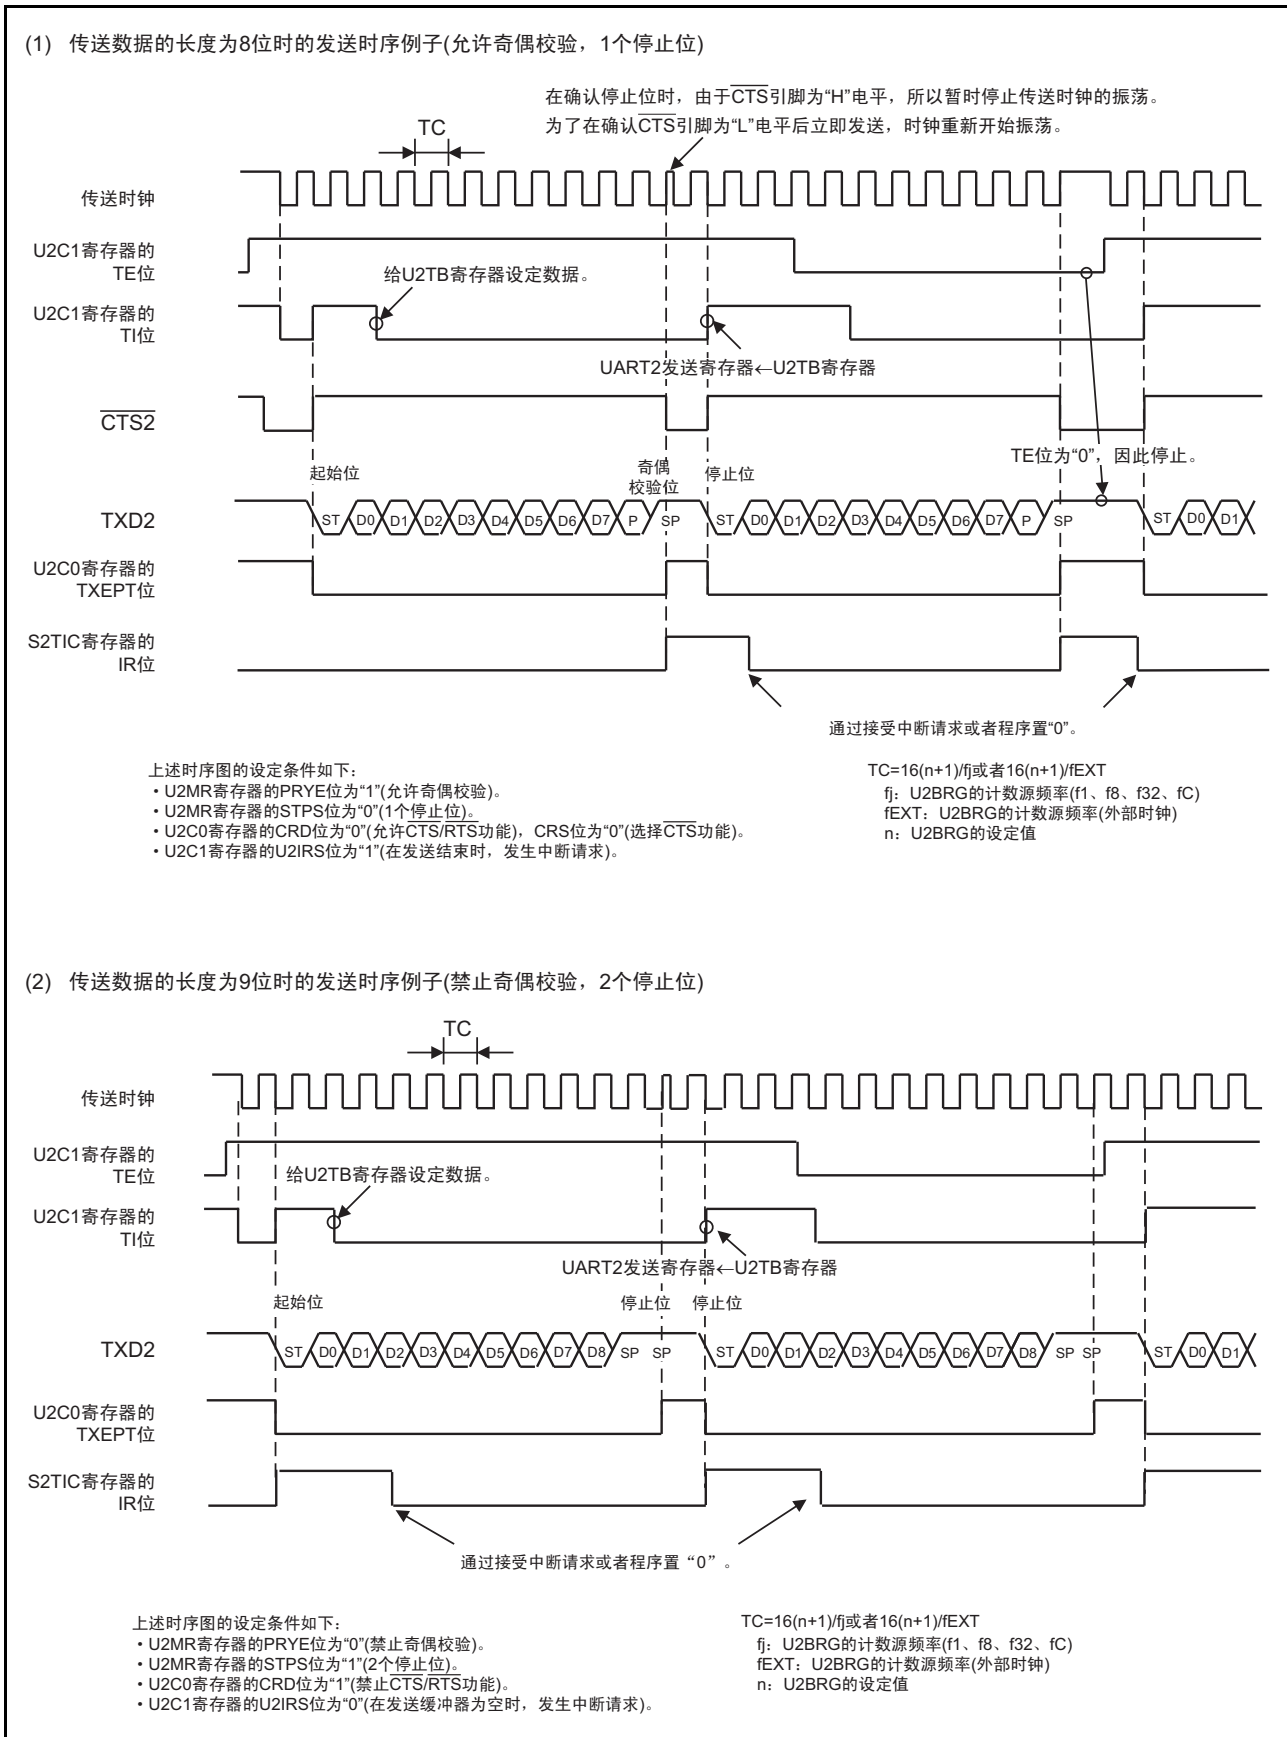 (1) 传送数据的长度为8位时的发送时序例子(允许奇偶校验，1个停止位)
在确认停止位时，由于CTS引脚为“H”电平，所以暂时停止传送时钟的振荡。
为了在确认CTS引脚为“L”电平后立即发送，时钟重新开始振荡。
TC
传送时钟
U2C1寄存器的
TE位
给U2TB寄存器设定数据。
U2C1寄存器的
TI位
UART2发送寄存器←U2TB寄存器
CTS2
TE位为“0”，因此停止。
起始位
奇偶
校验位
停止位
TXD2
ST D0 D1 D2 D3 D4 D5 D6 D7 P SP ST D0 D1 D2 D3 D4 D5 D6 D7 P SP ST D0 D1
U2C0寄存器的
TXEPT位
S2TIC寄存器的
IR位
通过接受中断请求或者程序置“0”。
上述时序图的设定条件如下：
・U2MR寄存器的PRYE位为“1”(允许奇偶校验)。
・U2MR寄存器的STPS位为“0”(1个停止位)。
・U2C0寄存器的CRD位为“0”(允许CTS/RTS功能)，CRS位为“0”(选择CTS功能)。
・U2C1寄存器的U2IRS位为“1”(在发送结束时，发生中断请求)。
TC=16(n+1)/fj或者16(n+1)/fEXT
fj：U2BRG的计数源频率(f1、f8、f32、fC)
fEXT：U2BRG的计数源频率(外部时钟)
n：U2BRG的设定值
(2) 传送数据的长度为9位时的发送时序例子(禁止奇偶校验，2个停止位)
TC
传送时钟
U2C1寄存器的
TE位
给U2TB寄存器设定数据。
U2C1寄存器的
TI位
UART2发送寄存器←U2TB寄存器
起始位
停止位
停止位
TXD2
ST D0 D1 D2 D3 D4 D5 D6 D7 D8 SP SP ST D0 D1 D2 D3 D4 D5 D6 D7 D8 SP SP ST D0 D1
U2C0寄存器的
TXEPT位
S2TIC寄存器的
IR位
通过接受中断请求或者程序置“0”。
上述时序图的设定条件如下：
・U2MR寄存器的PRYE位为“0”(禁止奇偶校验)。
・U2MR寄存器的STPS位为“1”(2个停止位)。
・U2C0寄存器的CRD位为“1”(禁止CTS/RTS功能)。
・U2C1寄存器的U2IRS位为“0”(在发送缓冲器为空时，发生中断请求)。
TC=16(n+1)/fj或者16(n+1)/fEXT
fj：U2BRG的计数源频率(f1、f8、f32、fC)
fEXT：U2BRG的计数源频率(外部时钟)
n：U2BRG的设定值